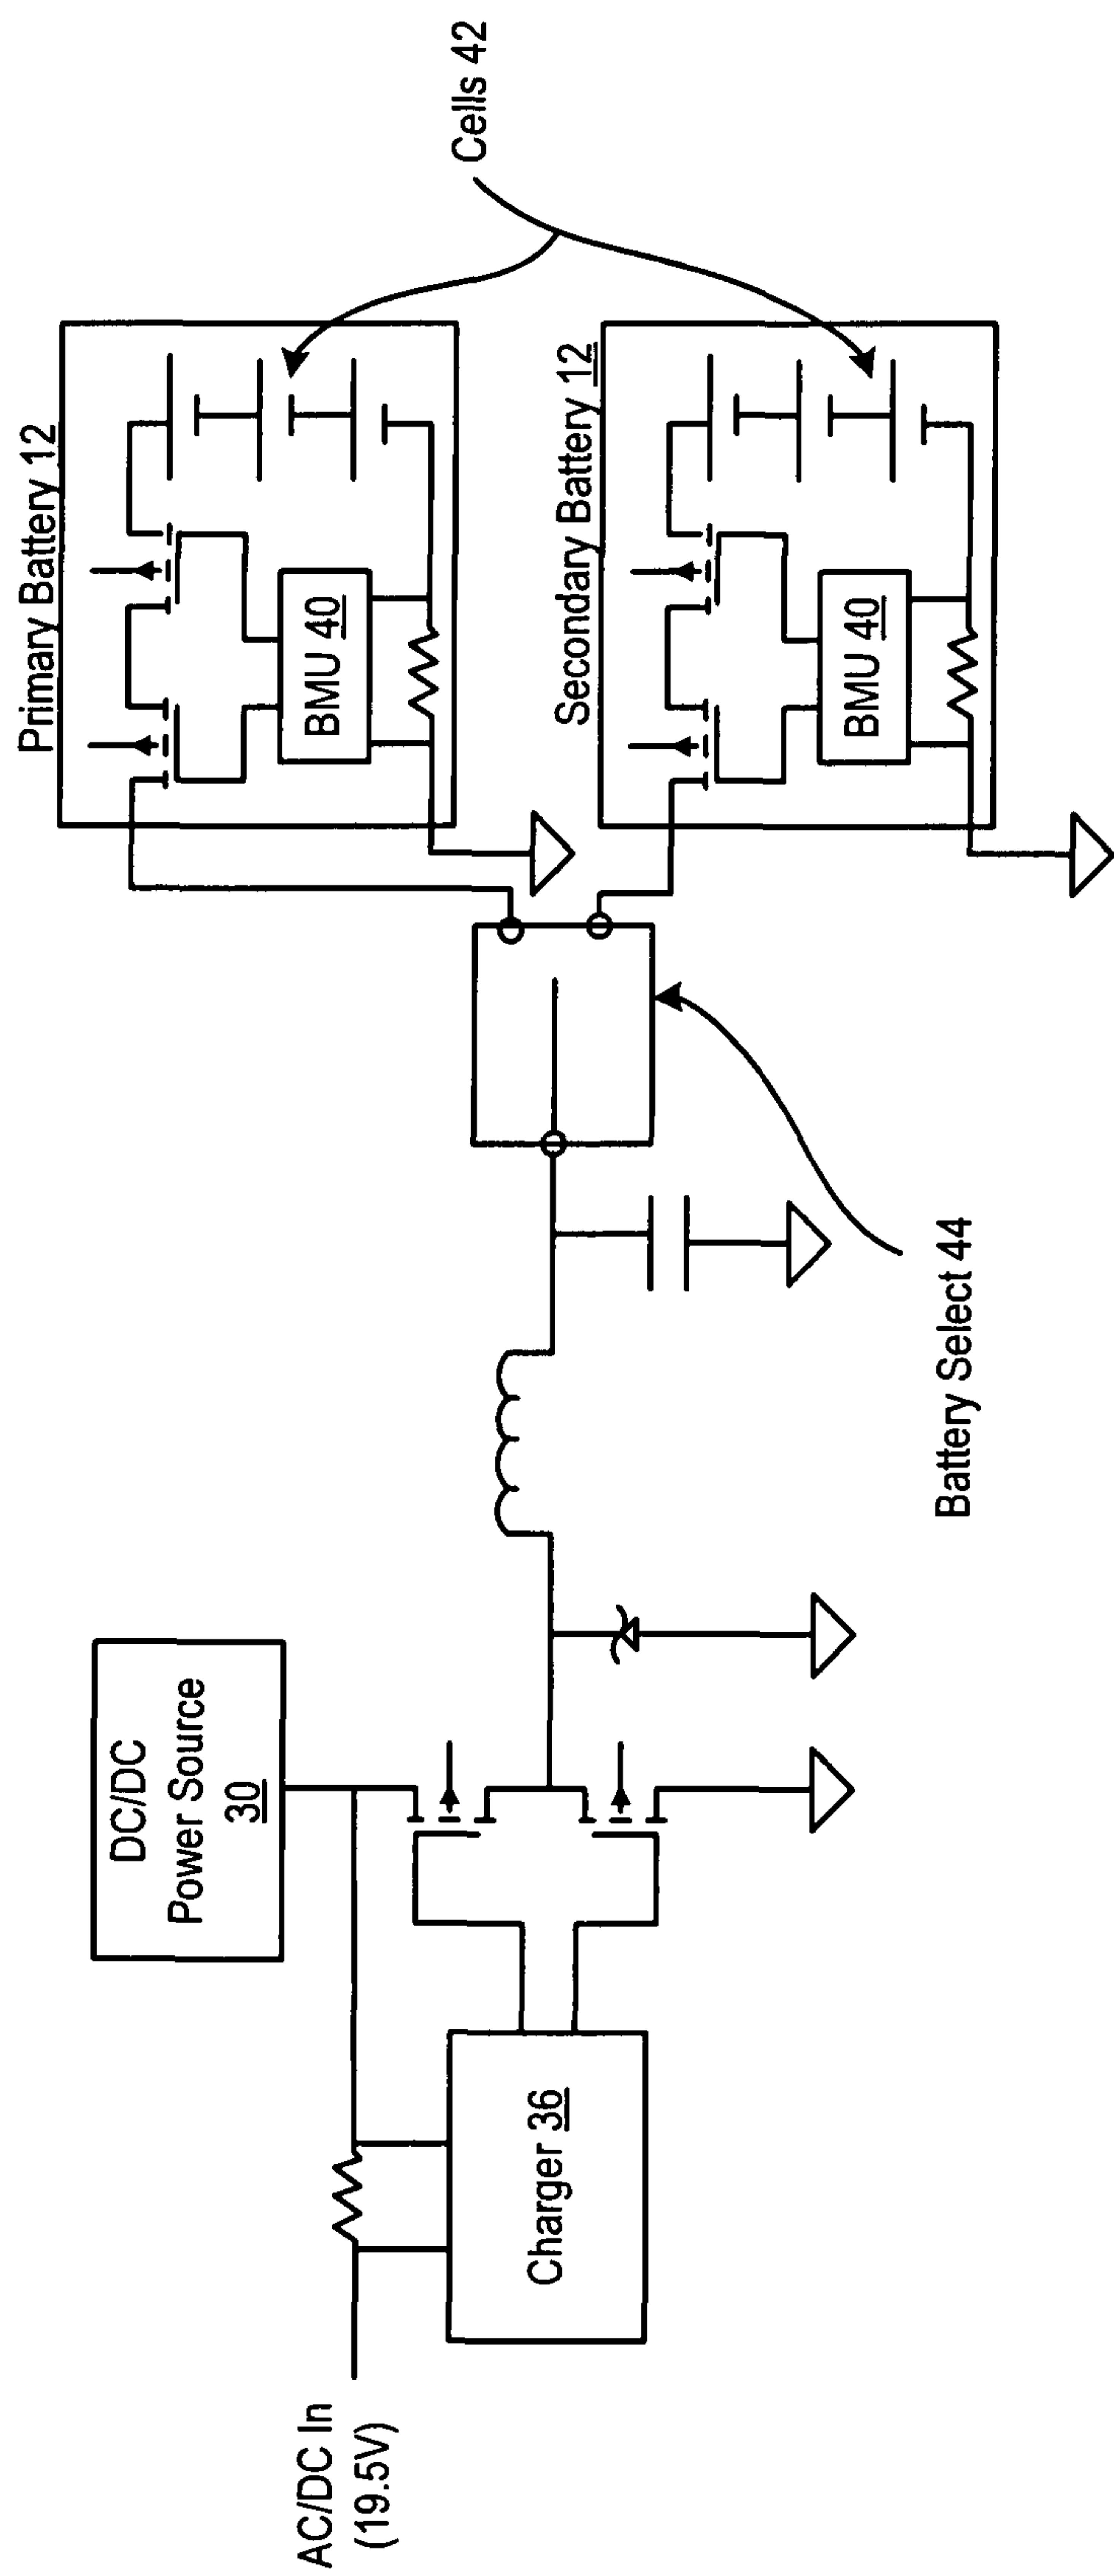 AC/DC In
(19.5V)
DC/DC
Power Source
30
Charger 36
Battery Select 44
Primary Battery 12
BMU 40
Secondary Battery 12
BMU 40
Cells 42